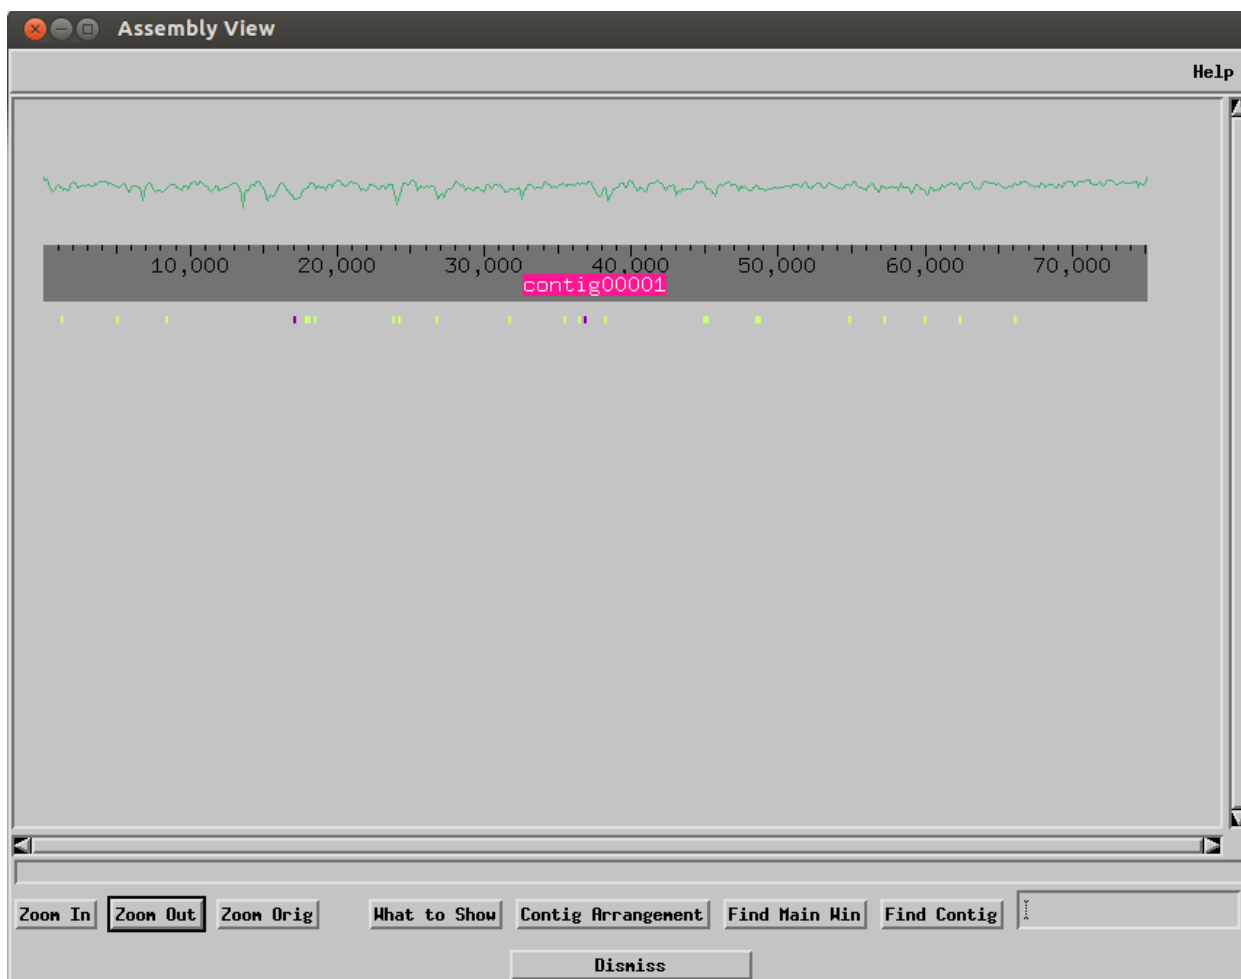 Assembly View
Help
10,000 20,000 30,000 40,000 50,000 60,000 70,000
contig00001
Zoom In Zoom Out Zoom Orig What to Show Contig Arrangement Find Main Win Find Contig
Dismiss